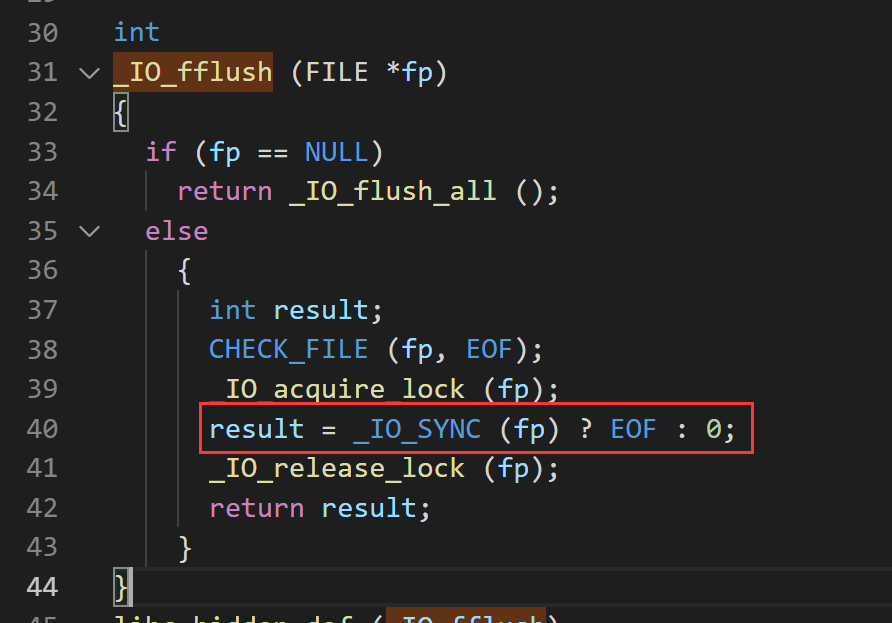 30 int
31 _IO_fflush (FILE *fp)
32 {
33 if (fp == NULL)
34 return _IO_flush_all ();
35 else
36 {
37 int result;
38 CHECK_FILE (fp, EOF);
39 _IO_acquire_lock (fp);
40 result = _IO_SYNC (fp) ? EOF : 0;
41 _IO_release_lock (fp);
42 return result;
43 }
44 }